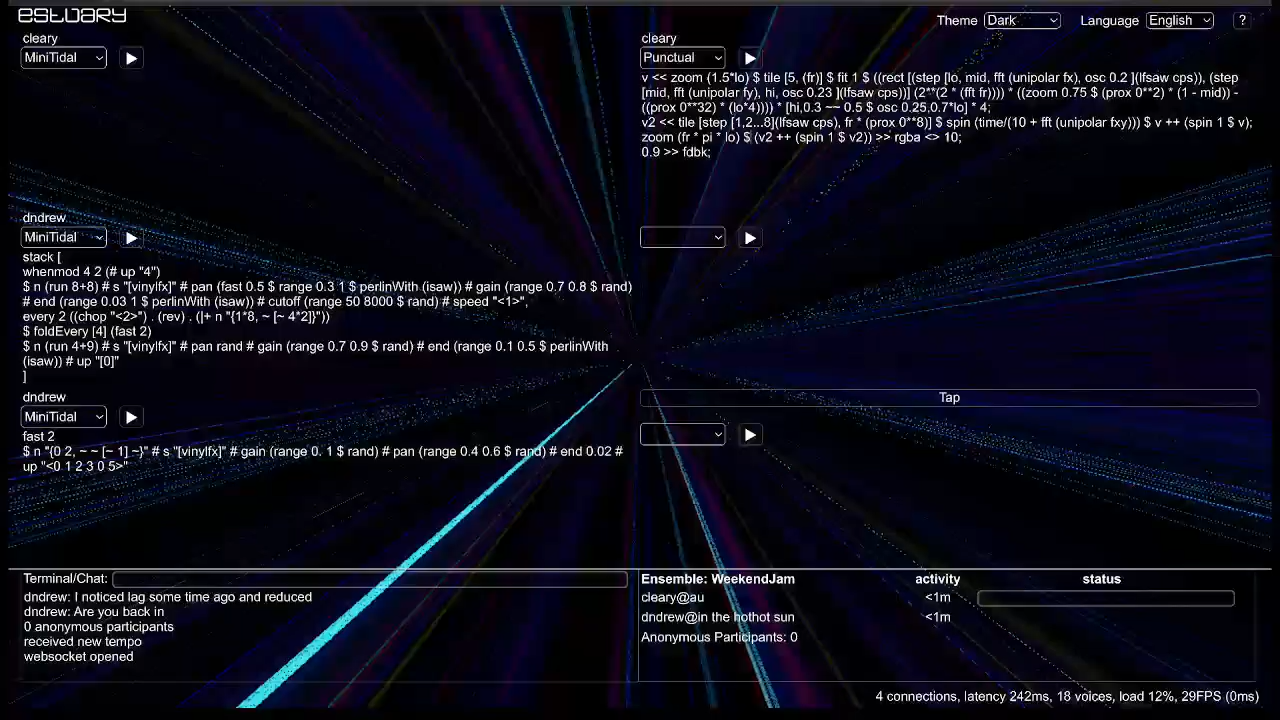 estuary
Theme Dark Language English ?
cleary
MiniTidal
cleary
Punctual
v << zoom (1.5*lo) $ tile [5, (fr)] $ fit 1 $ ((rect [(step [lo, mid, fft (unipolar fx), osc 0.2 ](lfsaw cps)), (step
[mid, fft (unipolar fy), hi, osc 0.23 ](lfsaw cps))] (2**(2 * (fft fr)))) * ((zoom 0.75 $ (prox 0**2) * (1 - mid)) -
((prox 0**32) * (lo*4)))) * [hi,0.3 ~~ 0.5 $ osc 0.25,0.7*lo] * 4;
v2 << tile [step [1,2...8](lfsaw cps), fr * (prox 0**8)] $ spin (time/(10 + fft (unipolar fxy))) $ v ++ (spin 1 $ v);
zoom (fr * pi * lo) $ (v2 ++ (spin 1 $ v2)) >> rgba <> 10;
0.9 >> fdbk;
dndrew
MiniTidal
stack [
whenmod 4 2 (# up "4")
$ n (run 8+8) # s "[vinylfx]" # pan (fast 0.5 $ range 0.3 1 $ perlinWith (isaw)) # gain (range 0.7 0.8 $ rand)
# end (range 0.03 1 $ perlinWith (isaw)) # cutoff (range 50 8000 $ rand) # speed "<1>",
every 2 ((chop "<2>") . (rev) . (|+ n "{1*8, ~ [~ 4*2]}"))
$ foldEvery [4] (fast 2)
$ n (run 4+9) # s "[vinylfx]" # pan rand # gain (range 0.7 0.9 $ rand) # end (range 0.1 0.5 $ perlinWith
(isaw)) # up "[0]"
]
dndrew
MiniTidal
fast 2
$ n "{0 2, ~ ~ [~ 1] ~}" # s "[vinylfx]" # gain (range 0. 1 $ rand) # pan (range 0.4 0.6 $ rand) # end 0.02 #
up "<0 1 2 3 0 5>"
Tap
Terminal/Chat:
dndrew: I noticed lag some time ago and reduced
dndrew: Are you back in
0 anonymous participants
received new tempo
websocket opened
Ensemble: WeekendJam activity status
cleary@au <1m
dndrew@in the hothot sun <1m
Anonymous Participants: 0
4 connections, latency 242ms, 18 voices, load 12%, 29FPS (0ms)